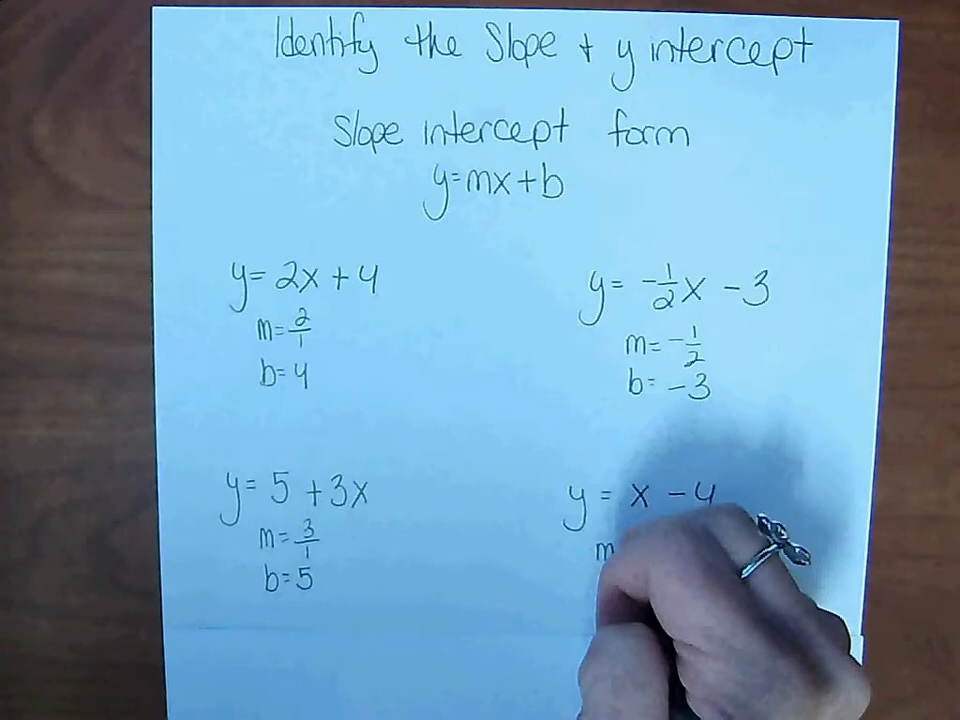 Identify the Slope + y intercept
Slope intercept form
y=mx+b
y= 2x + 4
m= 2/1
b= 4
y= -1/2x - 3
m= -1/2
b= -3
y= 5 + 3x
m= 3/1
b= 5
y = x - 4
m